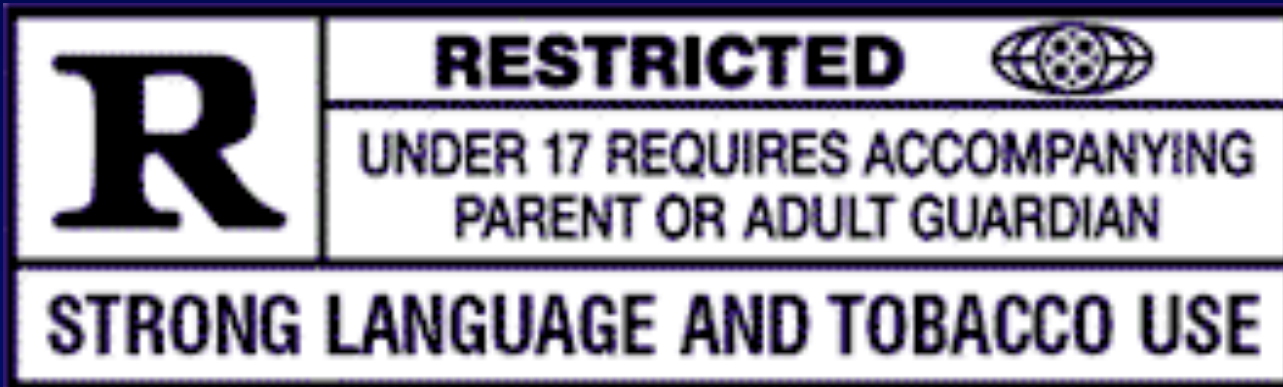 R
RESTRICTED
UNDER 17 REQUIRES ACCOMPANYING
PARENT OR ADULT GUARDIAN
STRONG LANGUAGE AND TOBACCO USE